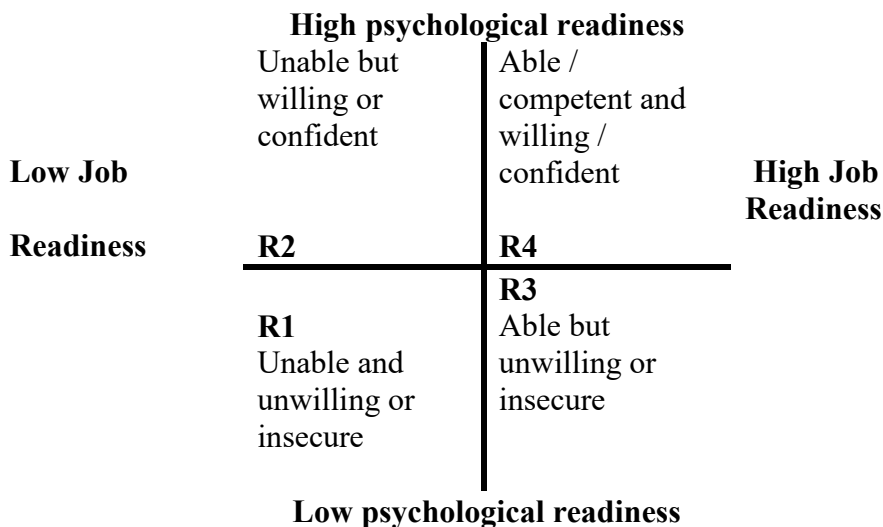 High psychological readiness
Unable but
willing or
confident
Able /
competent and
willing /
confident
Low Job
Readiness
High Job
Readiness
R2
R4
R1
Unable and
unwilling or
insecure
R3
Able but
unwilling or
insecure
Low psychological readiness